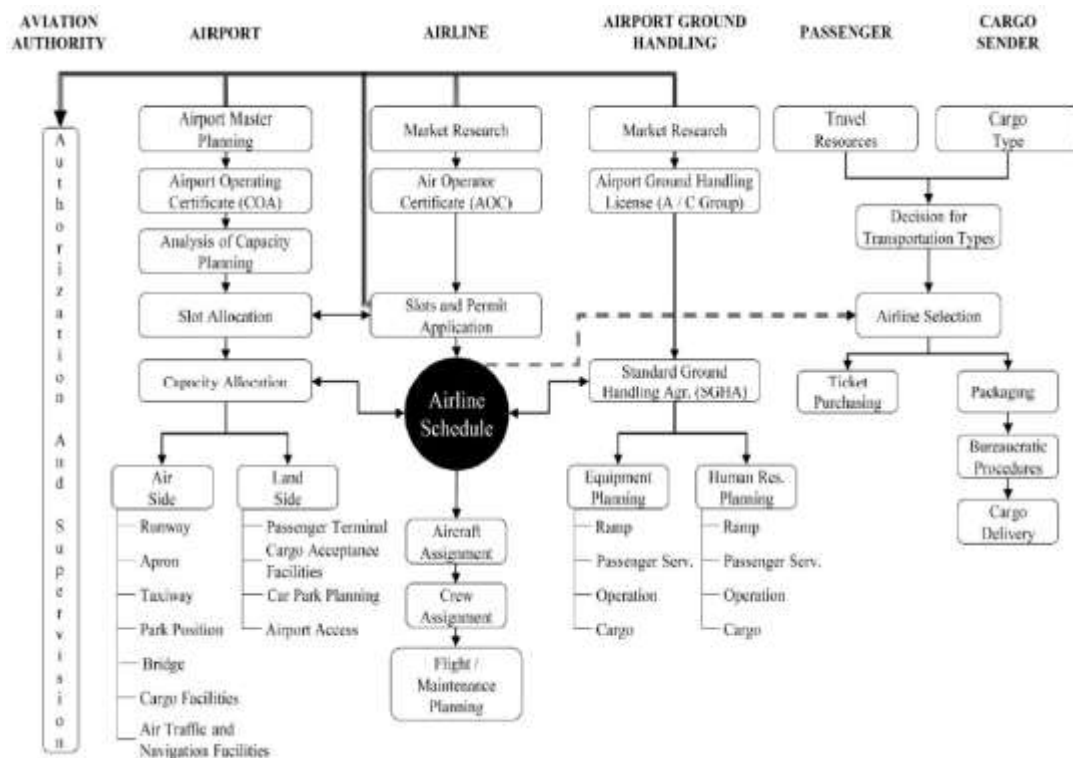 AVIATION
AUTHORITY
AIRPORT
AIRLINE
AIRPORT GROUND
HANDLING
PASSENGER
CARGO
SENDER
Authorization And Supervision
Airport Master
Planning
Airport Operating
Certificate (COA)
Analysis of Capacity
Planning
Slot Allocation
Capacity Allocation
Air
Side
Runway
Apron
Taxiway
Park Position
Bridge
Cargo Facilities
Air Traffic and
Navigation Facilities
Land
Side
Passenger Terminal
Cargo Acceptance
Facilities
Car Park Planning
Airport Access
Market Research
Air Operator
Certificate (AOC)
Slots and Permit
Application
Airline
Schedule
Aircraft
Assignment
Crew
Assignment
Flight /
Maintenance
Planning
Market Research
Airport Ground Handling
License (A / C Group)
Standard Ground
Handling Agr. (SGHA)
Equipment
Planning
Ramp
Passenger Serv.
Operation
Cargo
Human Res.
Planning
Ramp
Passenger Serv.
Operation
Cargo
Travel
Resources
Cargo
Type
Decision for
Transportation Types
Airline Selection
Ticket
Purchasing
Packaging
Bureaucratic
Procedures
Cargo
Delivery